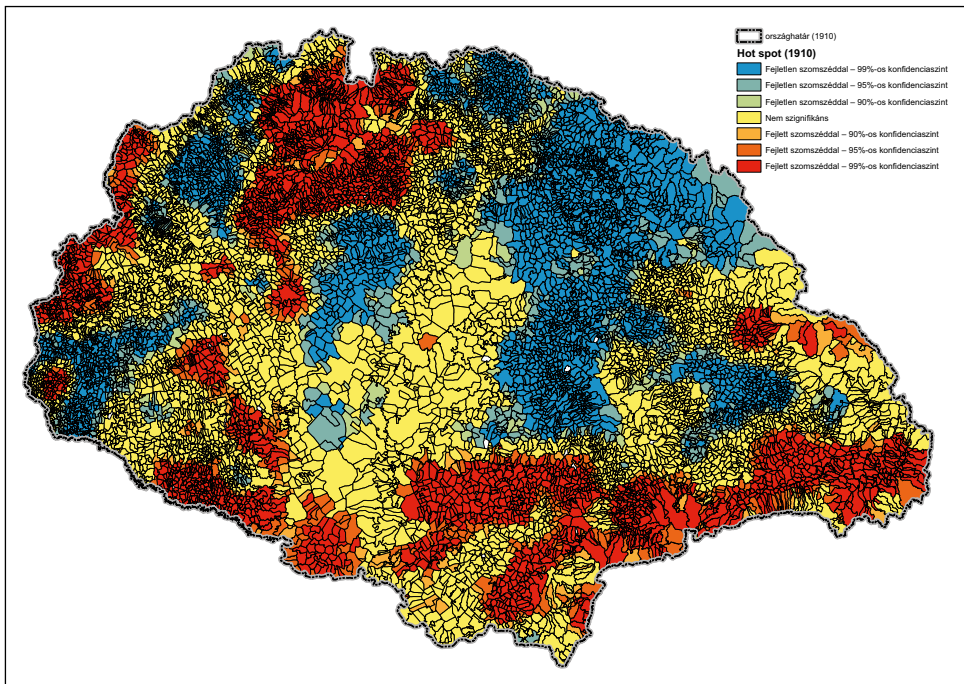 országhatár (1910)
Hot spot (1910)
Fejletlen szomszéddal – 99%-os konfidenciaszint
Fejletlen szomszéddal – 95%-os konfidenciaszint
Fejletlen szomszéddal – 90%-os konfidenciaszint
Nem szignifikáns
Fejlett szomszéddal – 90%-os konfidenciaszint
Fejlett szomszéddal – 95%-os konfidenciaszint
Fejlett szomszéddal – 99%-os konfidenciaszint